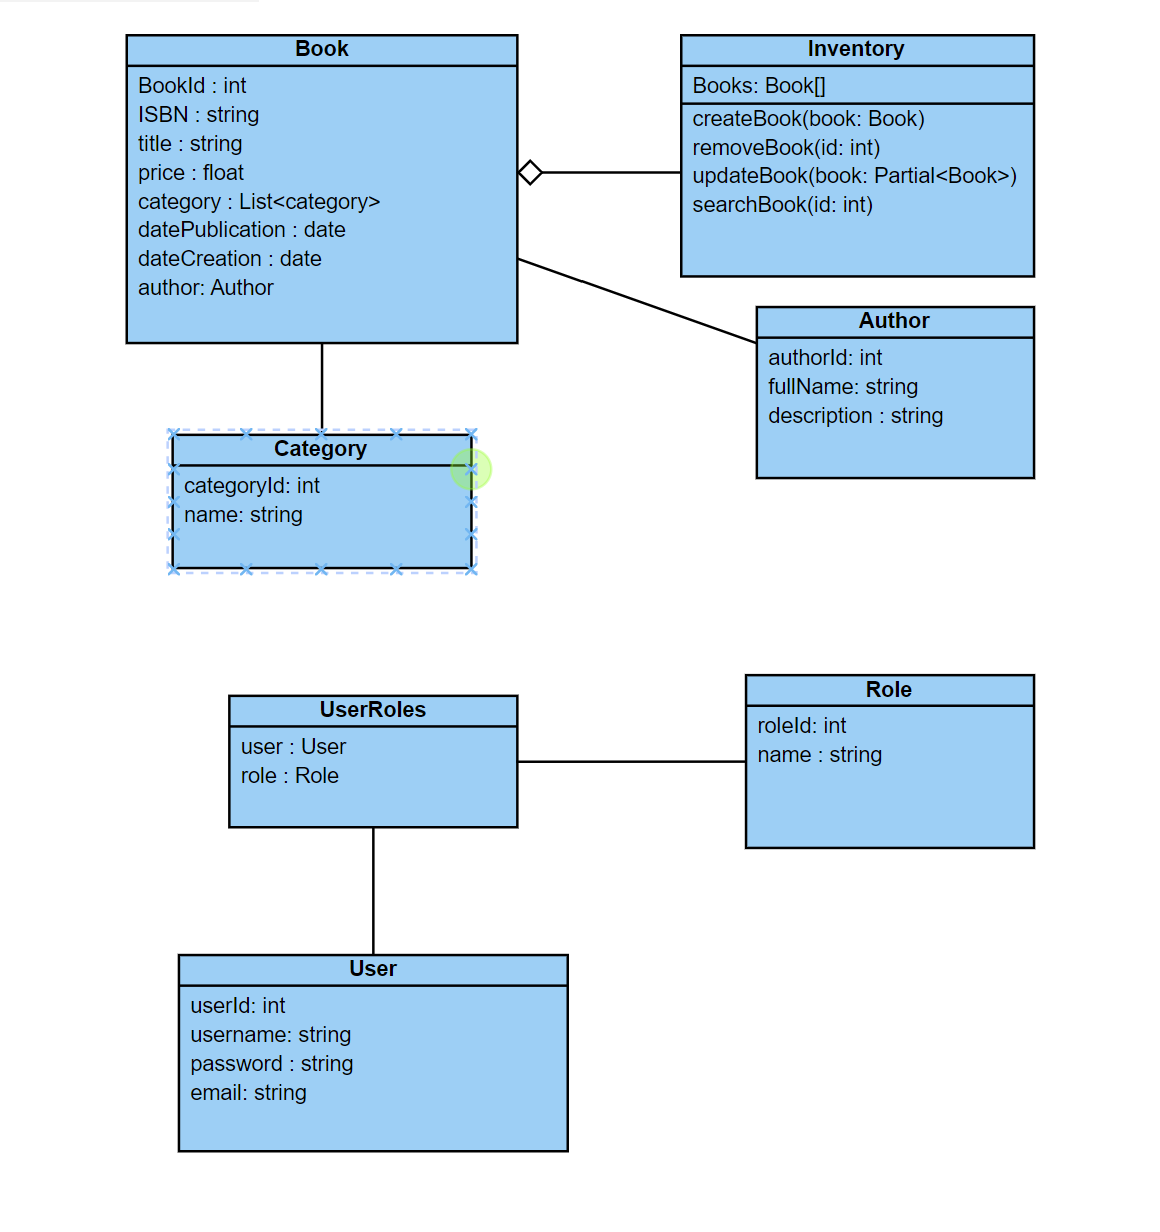 Book
BookId : int
ISBN : string
title : string
price : float
category : List<category>
datePublication : date
dateCreation : date
author: Author
Inventory
Books: Book[]
createBook(book: Book)
removeBook(id: int)
updateBook(book: Partial<Book>)
searchBook(id: int)
Author
authorId: int
fullName: string
description : string
Category
categoryId: int
name: string
UserRoles
user : User
role : Role
Role
roleId: int
name : string
User
userId: int
username: string
password : string
email: string